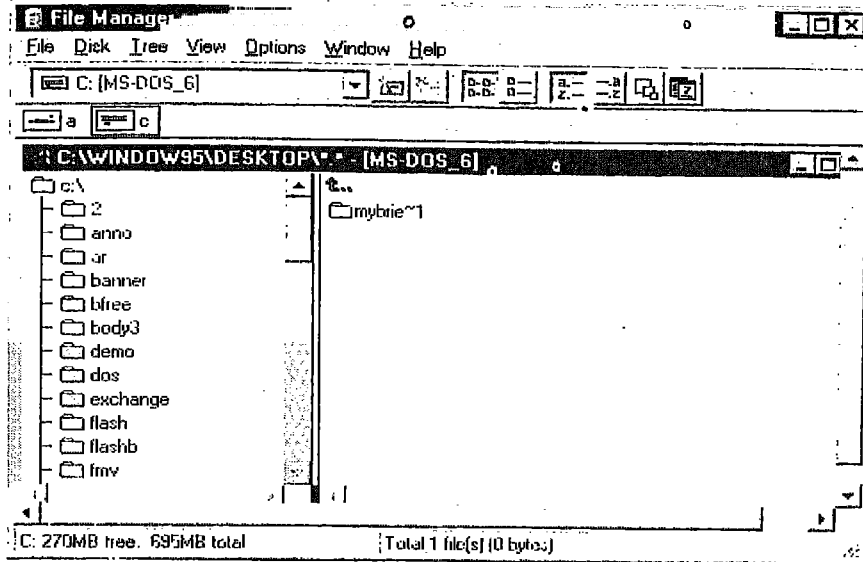 File Manager
File Disk Tree View Options Window Help
C: [MS-DOS_6]
a c
C:\WINDOW95\DESKTOP\*.* - [MS-DOS_6]
c:\
2
anno
ar
banner
bfree
body3
demo
dos
exchange
flash
flashb
fmv
mybrie~1
C: 270MB free, 695MB total
Total 1 file(s) (0 bytes)